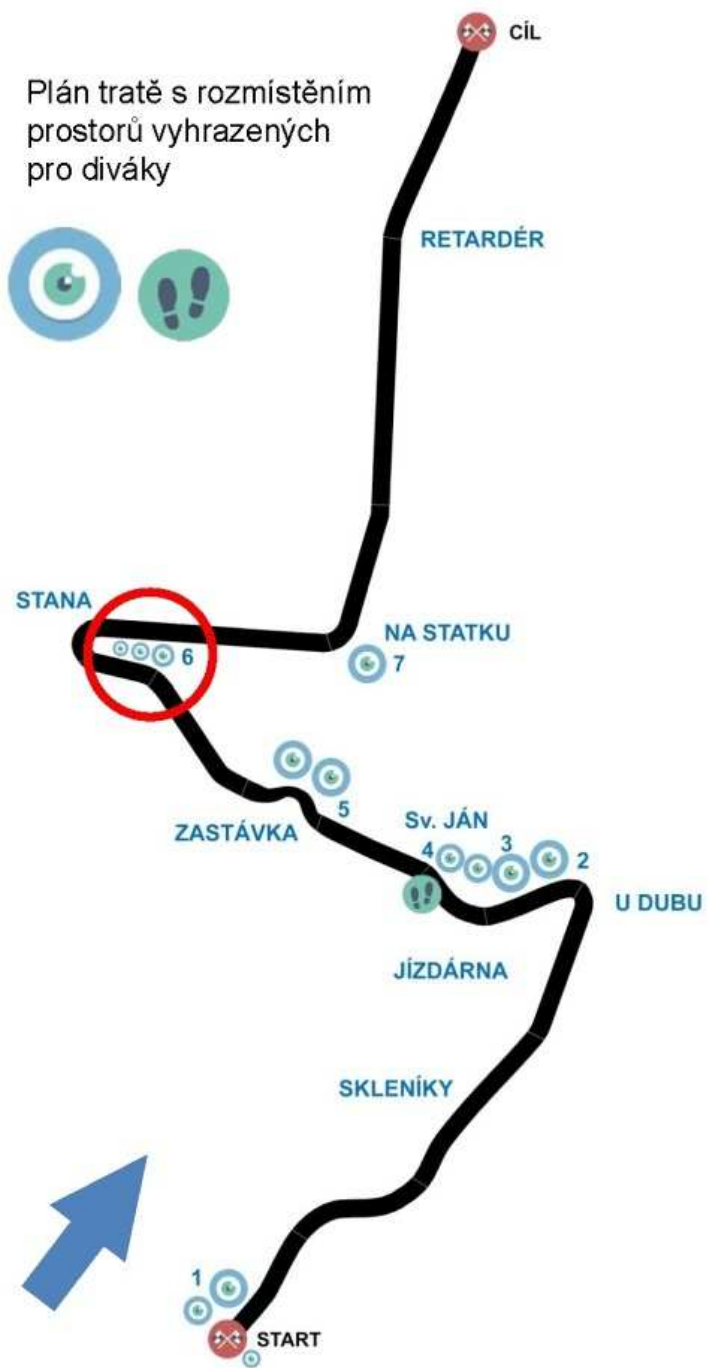 CÍL
Plán tratě s rozmístěním
prostorů vyhrazených
pro diváky
RETARDÉR
STANA
6
NA STATKU
7
5
ZASTÁVKA
Sv. JÁN
4
3
2
U DUBU
JÍZDÁRNA
SKLENÍKY
1
START